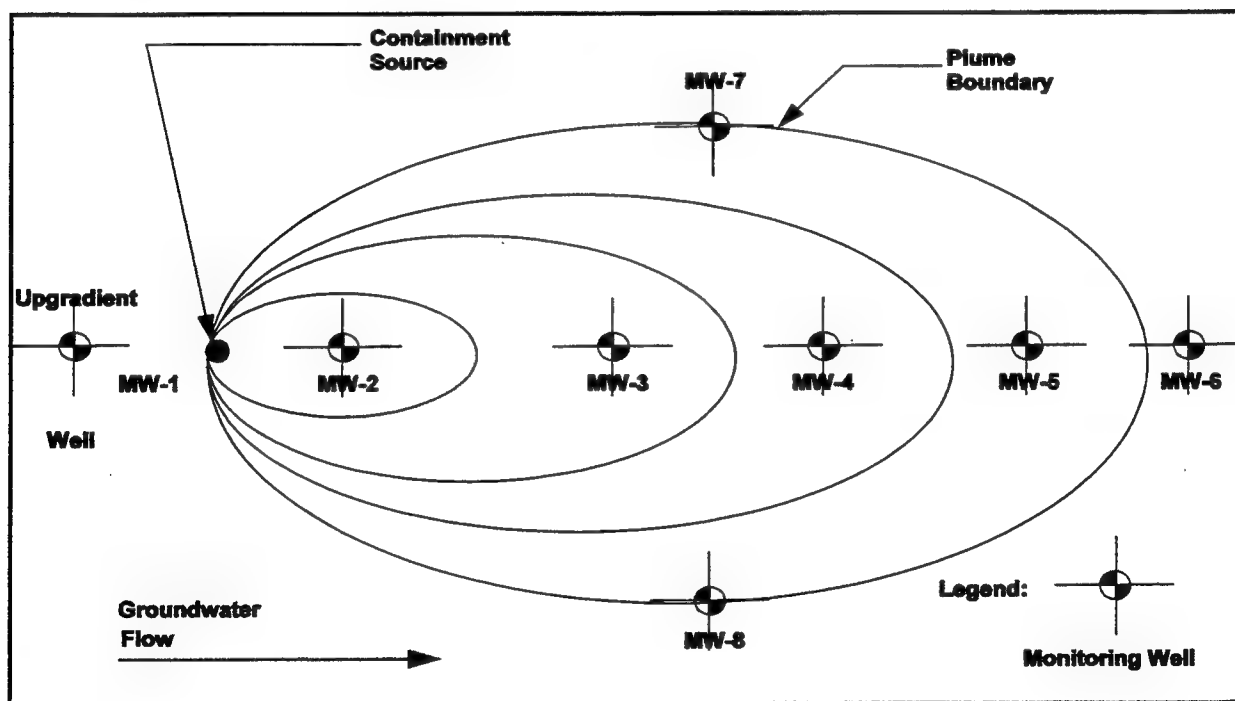 Containment
Source
MW-7
Plume
Boundary
Upgradient
MW-1
MW-2
MW-3
MW-4
MW-5
MW-6
Well
Groundwater
Flow
MW-8
Legend:
Monitoring Well